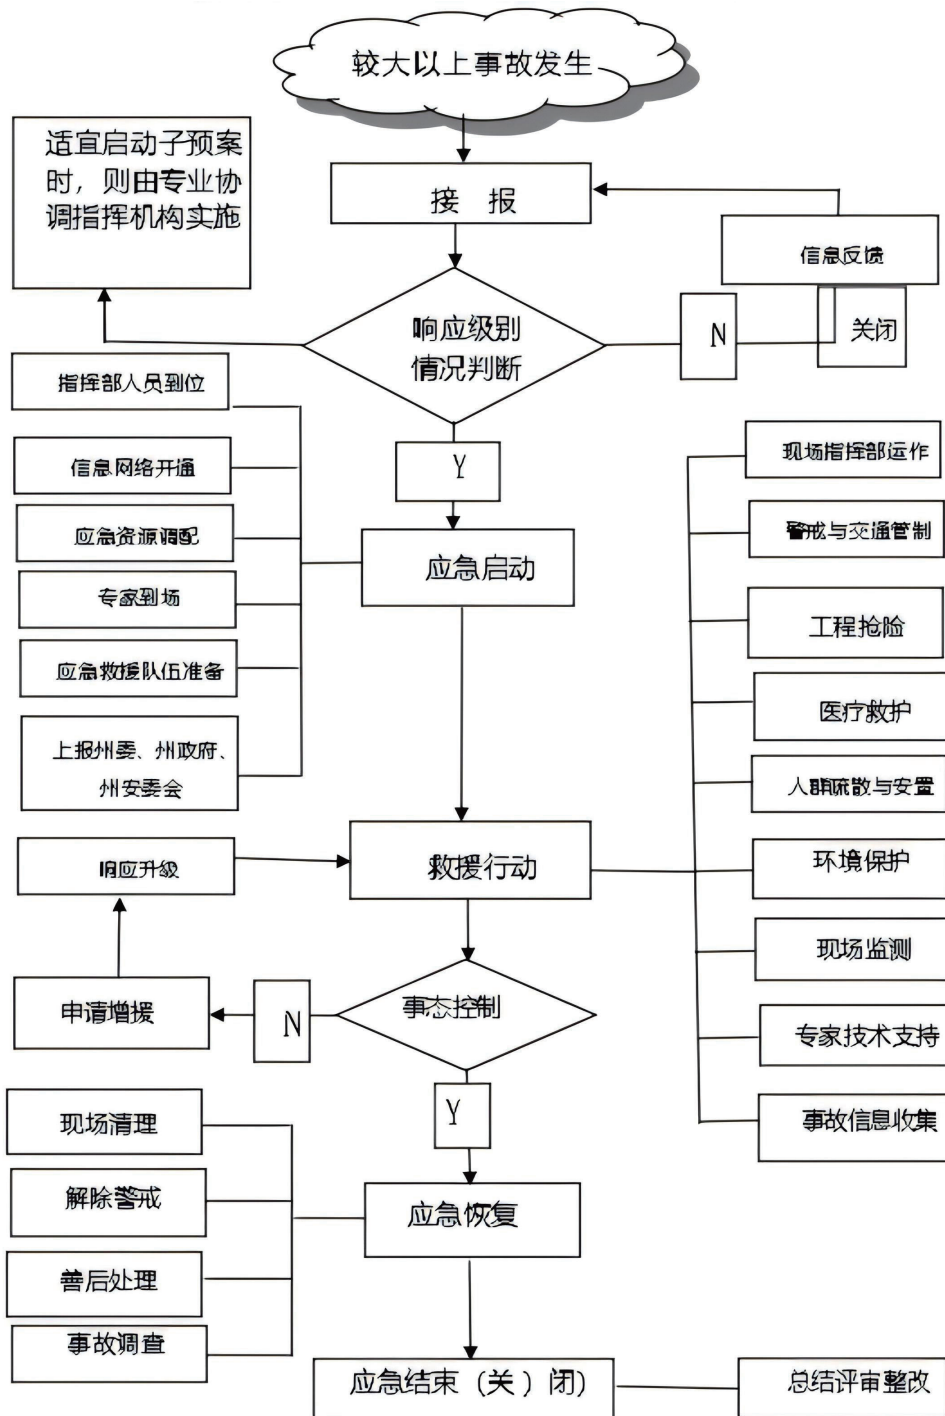 较大以上事故发生
适宜启动子预案
时，则由专业协
调指挥机构实施
接 报
信息反馈
关闭
响应级别
情况判断
N
Y
指挥部人员到位
信息网络开通
应急资源调配
专家到场
应急救援队伍准备
上报州委、州政府、
州安委会
应急启动
现场指挥部运作
警戒与交通管制
工程抢险
医疗救护
人群疏散与安置
环境保护
现场监测
专家技术支持
事故信息收集
响应升级
救援行动
申请增援
N
事态控制
Y
现场清理
解除警戒
善后处理
事故调查
应急恢复
应急结束（关）闭）
总结评审整改